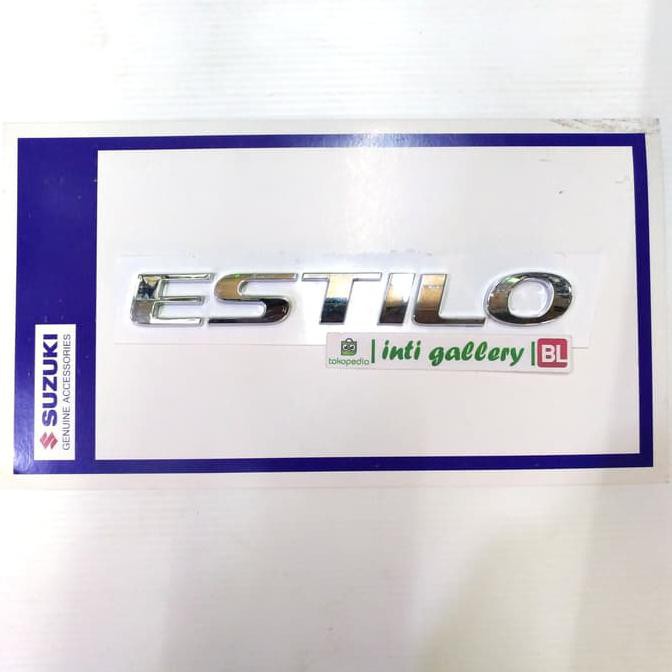 ESTILO
tokopedia | inti gallery | BL
SUZUKI
GENUINE ACCESSORIES